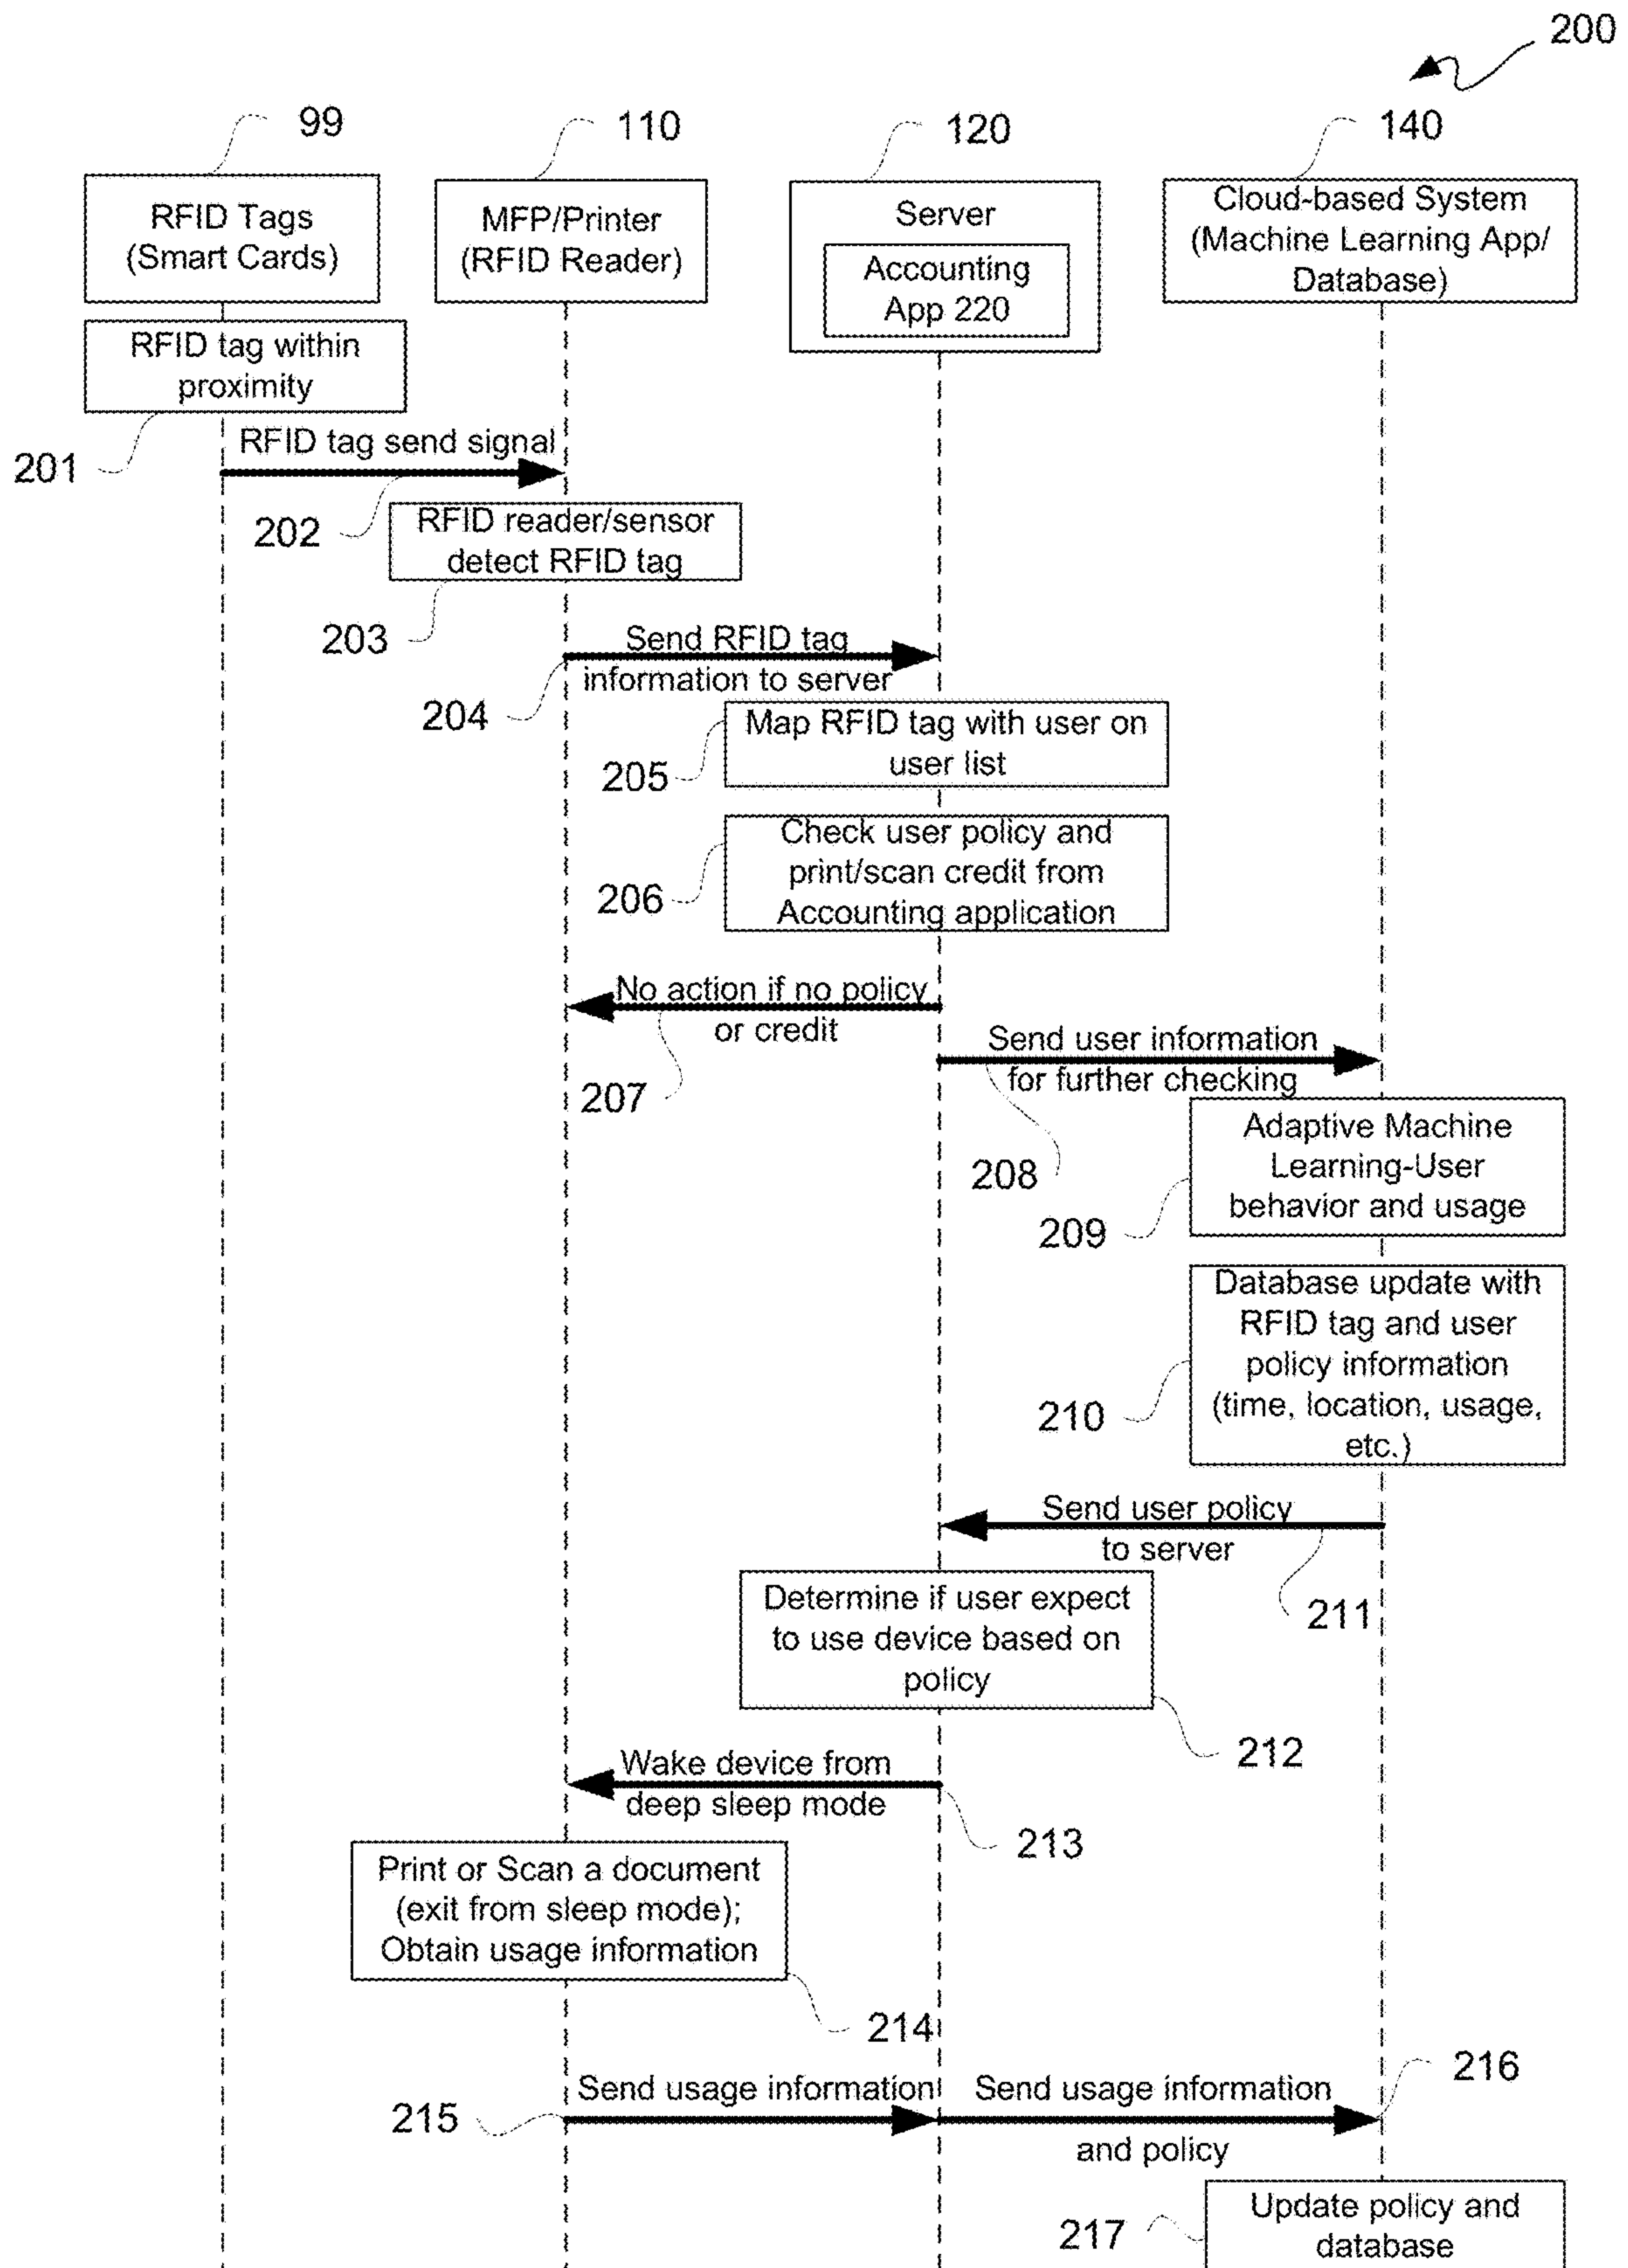 200
99
110
120
140
RFID Tags
(Smart Cards)
MFP/Printer
(RFID Reader)
Server
Accounting
App 220
Cloud-based System
(Machine Learning App/
Database)
RFID tag within
proximity
201
RFID tag send signal
202
RFID reader/sensor
detect RFID tag
203
Send RFID tag
information to server
204
Map RFID tag with user on
user list
205
Check user policy and
print/scan credit from
Accounting application
206
No action if no policy
or credit
207
Send user information
for further checking
208
Adaptive Machine
Learning-User
behavior and usage
209
Database update with
RFID tag and user
policy information
(time, location, usage,
etc.)
210
Send user policy
to server
211
Determine if user expect
to use device based on
policy
212
Wake device from
deep sleep mode
213
Print or Scan a document
(exit from sleep mode);
Obtain usage information
214
Send usage information
215
Send usage information
and policy
216
Update policy and
database
217